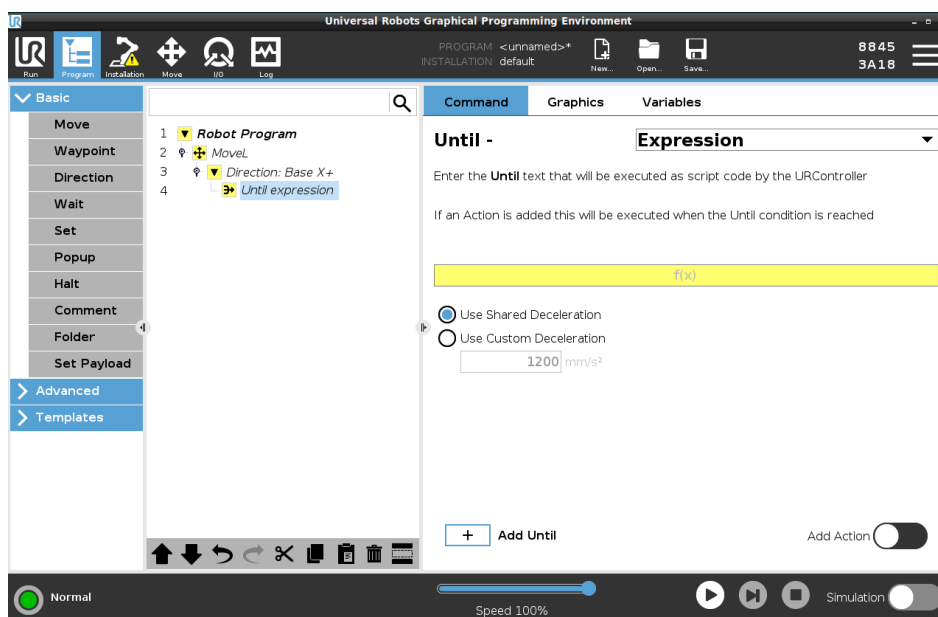 UR
Universal Robots Graphical Programming Environment
Run
Program
Installation
Move
I/O
Log
PROGRAM <unnamed>*
INSTALLATION default
New...
Open...
Save...
8845
3A18
Basic
Move
Waypoint
Direction
Wait
Set
Popup
Halt
Comment
Folder
Set Payload
Advanced
Templates
1 Robot Program
2 MoveL
3 Direction: Base X+
4 Until expression
Command Graphics Variables
Until - Expression
Enter the Until text that will be executed as script code by the URController
If an Action is added this will be executed when the Until condition is reached
f(x)
Use Shared Deceleration
Use Custom Deceleration
1200 mm/s²
+ Add Until
Add Action
Normal
Speed 100%
Simulation